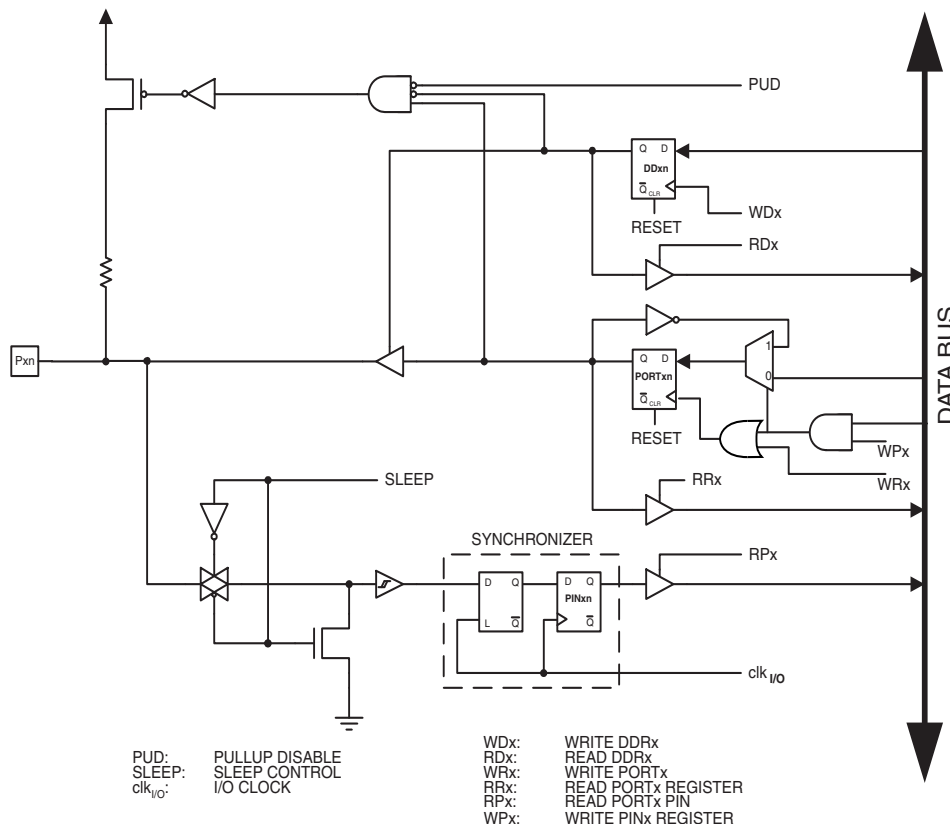 PUD
Q D
DDxn
Q CLR
WDx
RESET
RDx
Pxn
1
Q D
PORTxn
0
Q CLR
RESET
WPx
WRx
DATA BUS
SLEEP
RRx
SYNCHRONIZER
RPx
D Q
L Q
D Q
PINxn
Q
clk I/O
PUD: PULLUP DISABLE
SLEEP: SLEEP CONTROL
clkI/O: I/O CLOCK
WDx: WRITE DDRx
RDx: READ DDRx
WRx: WRITE PORTx
RRx: READ PORTx REGISTER
RPx: READ PORTx PIN
WPx: WRITE PINx REGISTER